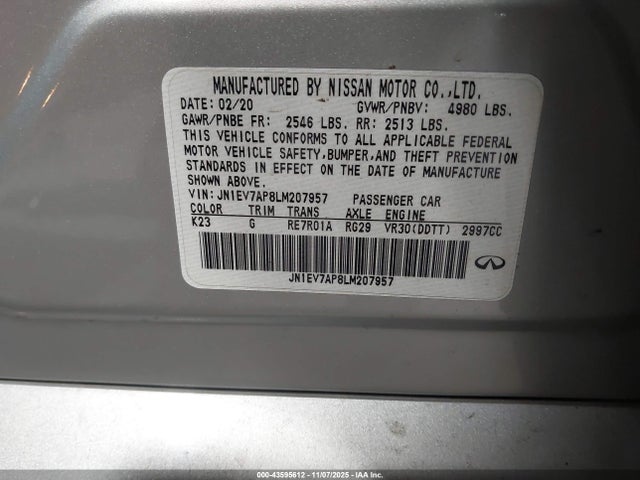 MANUFACTURED BY NISSAN MOTOR CO.,LTD.
DATE: 02/20 GVWR/PNBV: 4980 LBS.
GAWR/PNBE FR: 2546 LBS. RR: 2513 LBS.
THIS VEHICLE CONFORMS TO ALL APPLICABLE FEDERAL
MOTOR VEHICLE SAFETY,BUMPER,AND THEFT PREVENTION
STANDARDS IN EFFECT ON THE DATE OF MANUFACTURE
SHOWN ABOVE.
VIN:JN1EV7AP8LM207957 PASSENGER CAR
COLOR TRIM TRANS AXLE ENGINE
K23 G RE7R01A RG29 VR30(DDTT) 2997CC
JN1EV7AP8LM207957
000-43595612 - 11/07/2025 - IAA Inc.